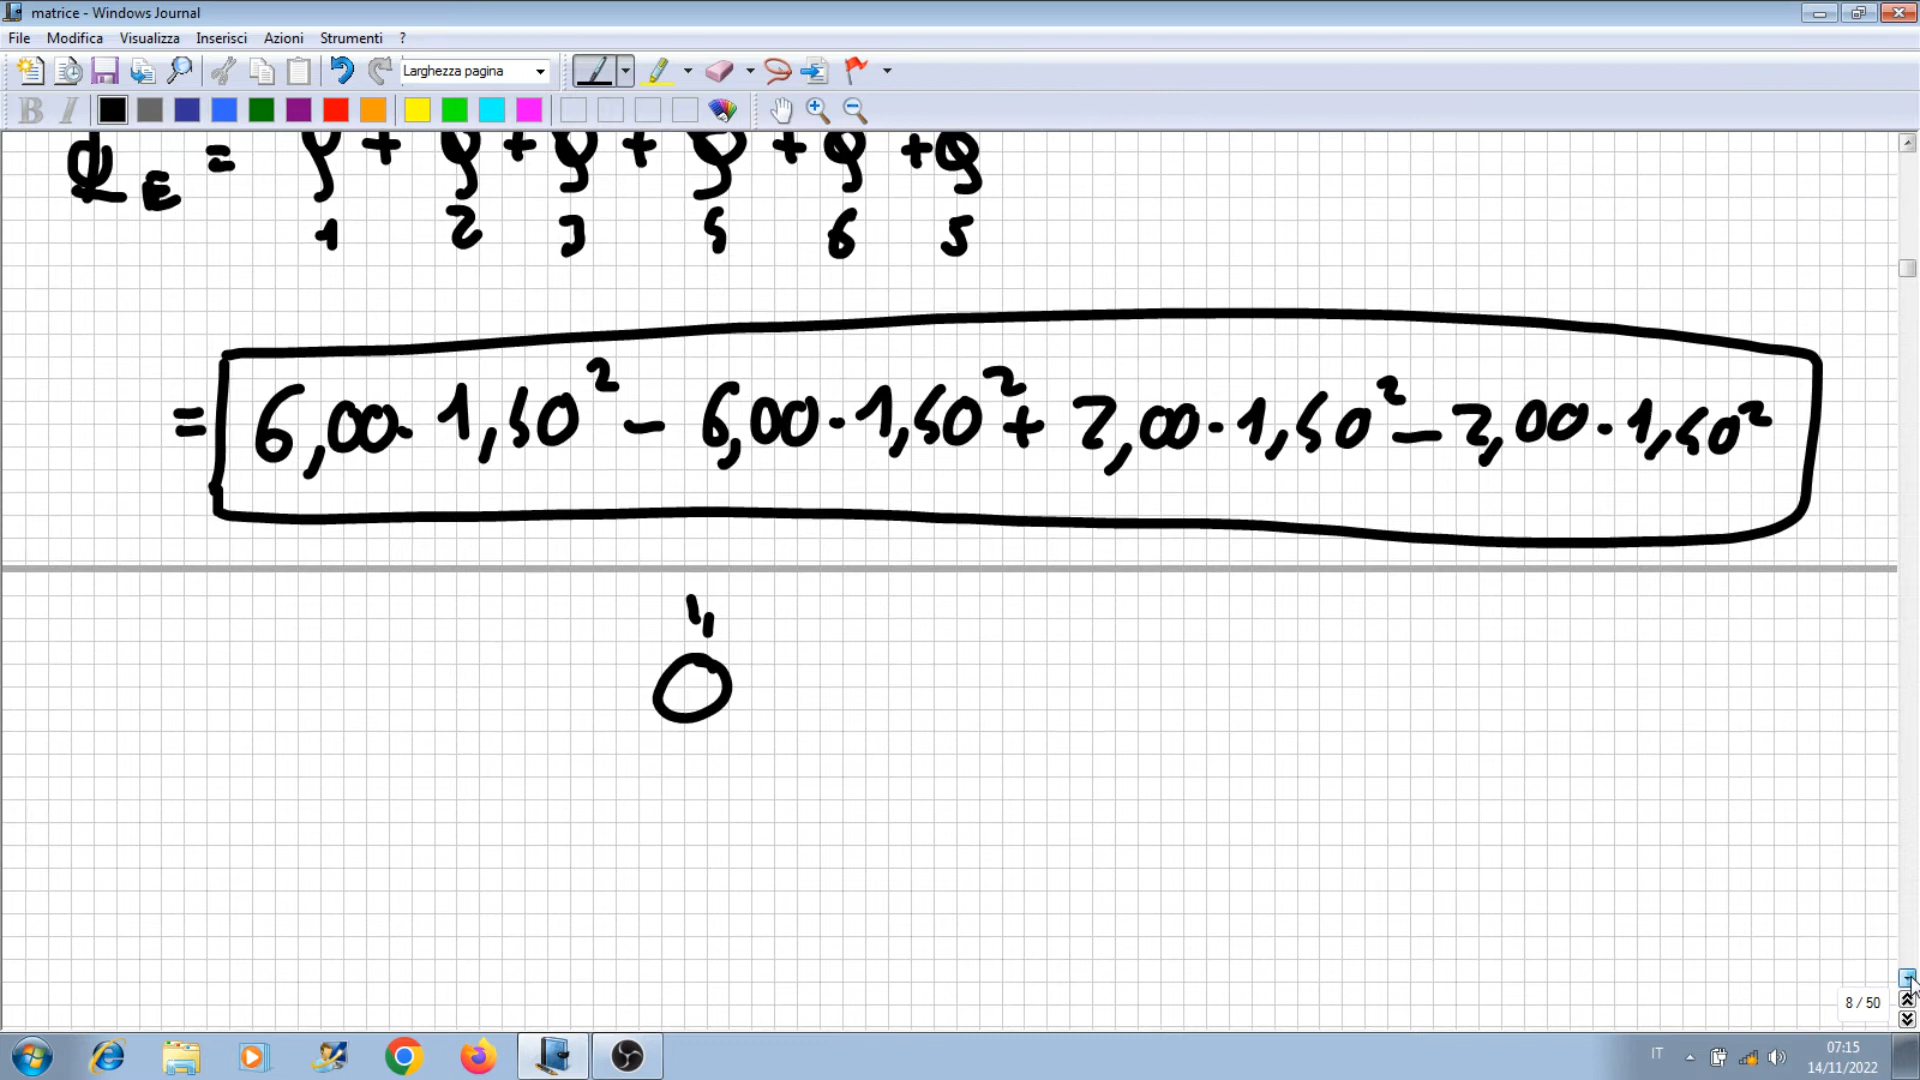 matrice - Windows Journal
File Modifica Visualizza Inserisci Azioni Strumenti ?
Larghezza pagina
B I
Φ E = φ + φ + φ + φ + φ + φ
1 2 3 5 6 5
= 6,00 · 1,50² − 6,00 · 1,50² + 2,00 · 1,50² − 2,00 · 1,50²
0
8 / 50
IT
07:15
14/11/2022